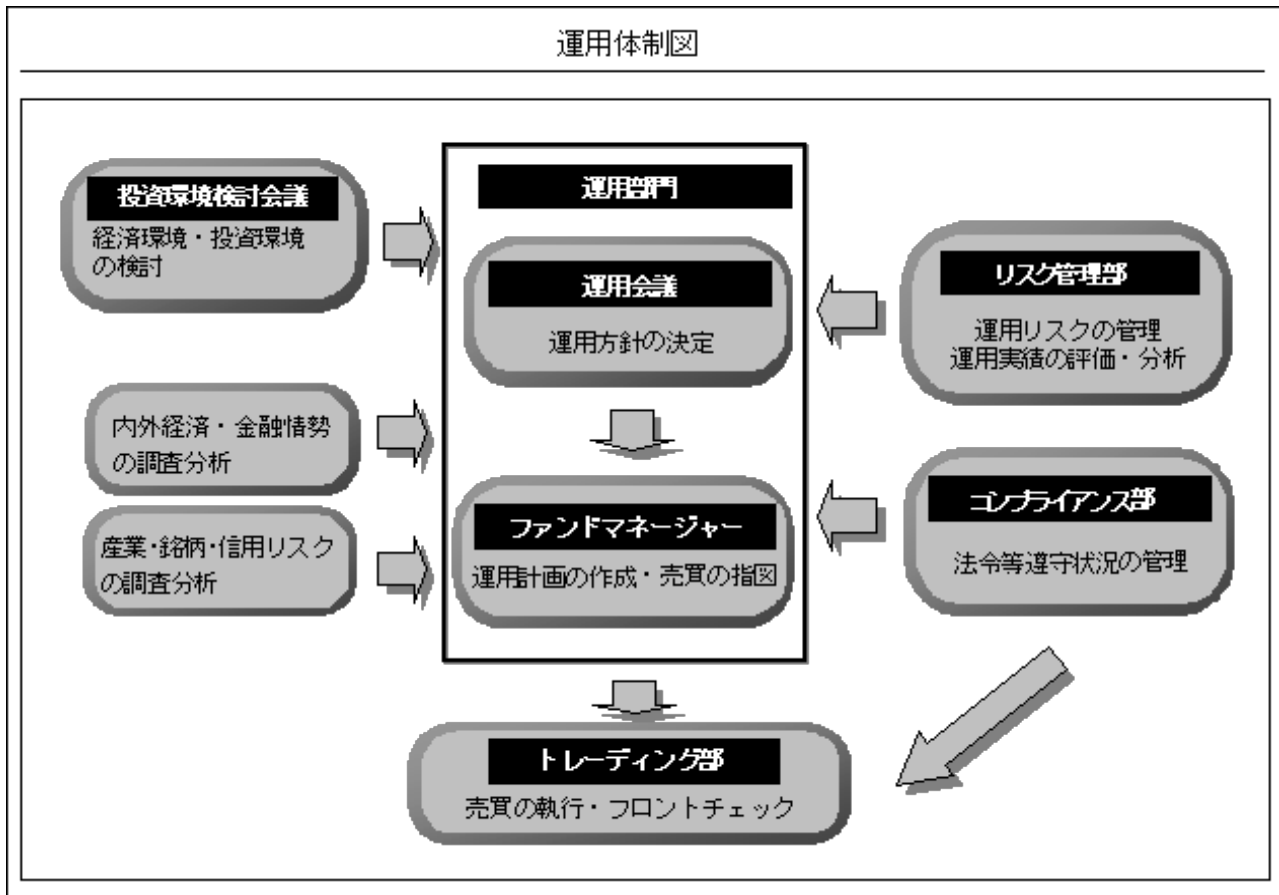 運用体制図
投資環境検討会議
経済環境・投資環境
の検討
内外経済・金融情勢
の調査分析
産業・銘柄・信用リスク
の調査分析
運用部門
運用会議
運用方針の決定
ファンドマネージャー
運用計画の作成・売買の指図
リスク管理部
運用リスクの管理
運用実績の評価・分析
コンプライアンス部
法令等遵守状況の管理
トレーディング部
売買の執行・フロントチェック